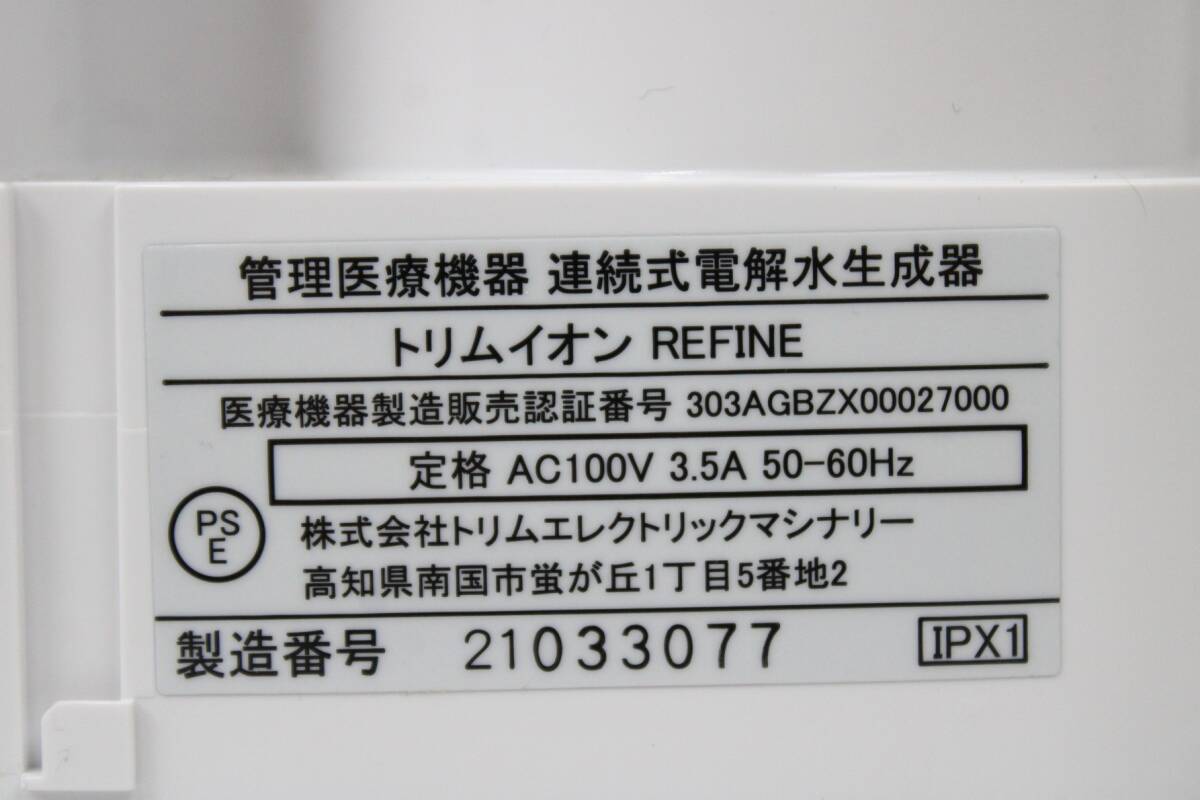 管理医療機器 連続式電解水生成器
トリムイオン REFINE
医療機器製造販売認証番号 303AGBZX00027000
定格 AC100V 3.5A 50-60Hz
PS
E
株式会社トリムエレクトリックマシナリー
高知県南国市蛍が丘1丁目5番地2
製造番号 21033077 IPX1